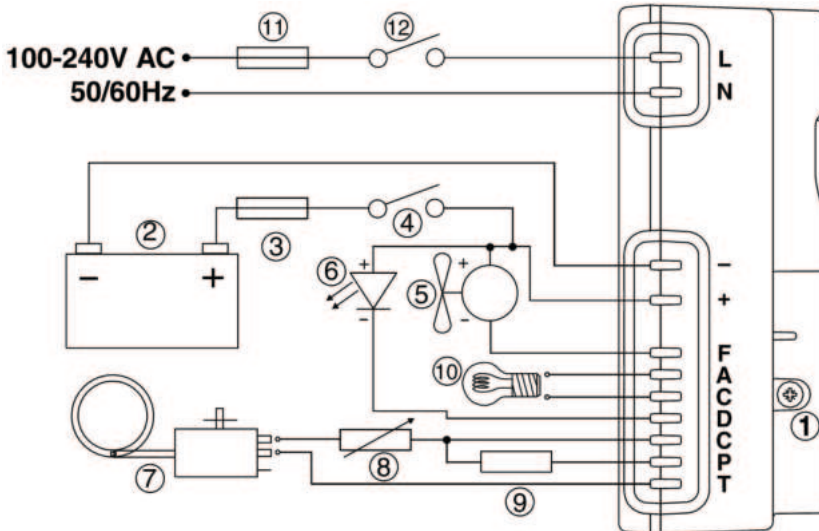 ⑪ ⑫
100-240V AC L
50/60Hz N
② ③ ④
- + ⑥ + - ⑤ + - - +
F
⑩ A
C
D
C
⑦ ⑧ P
⑨ T
①